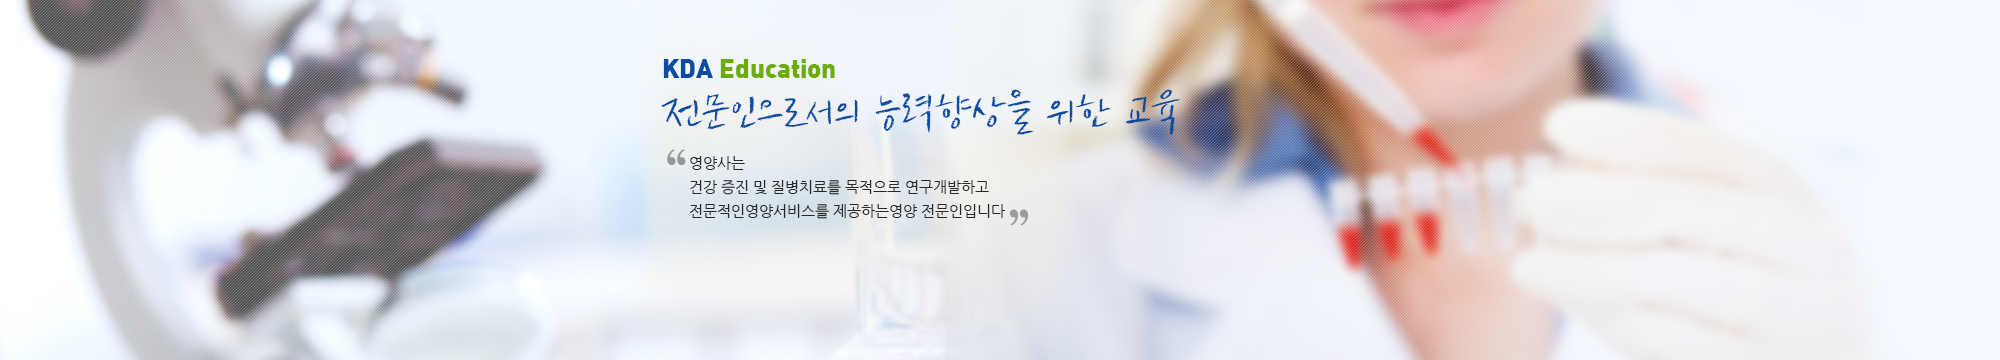 KDA Education
전문인으로서의 능력향상을 위한 교육
“영양사는
건강 증진 및 질병치료를 목적으로 연구개발하고
전문적인영양서비스를 제공하는영양 전문인입니다”